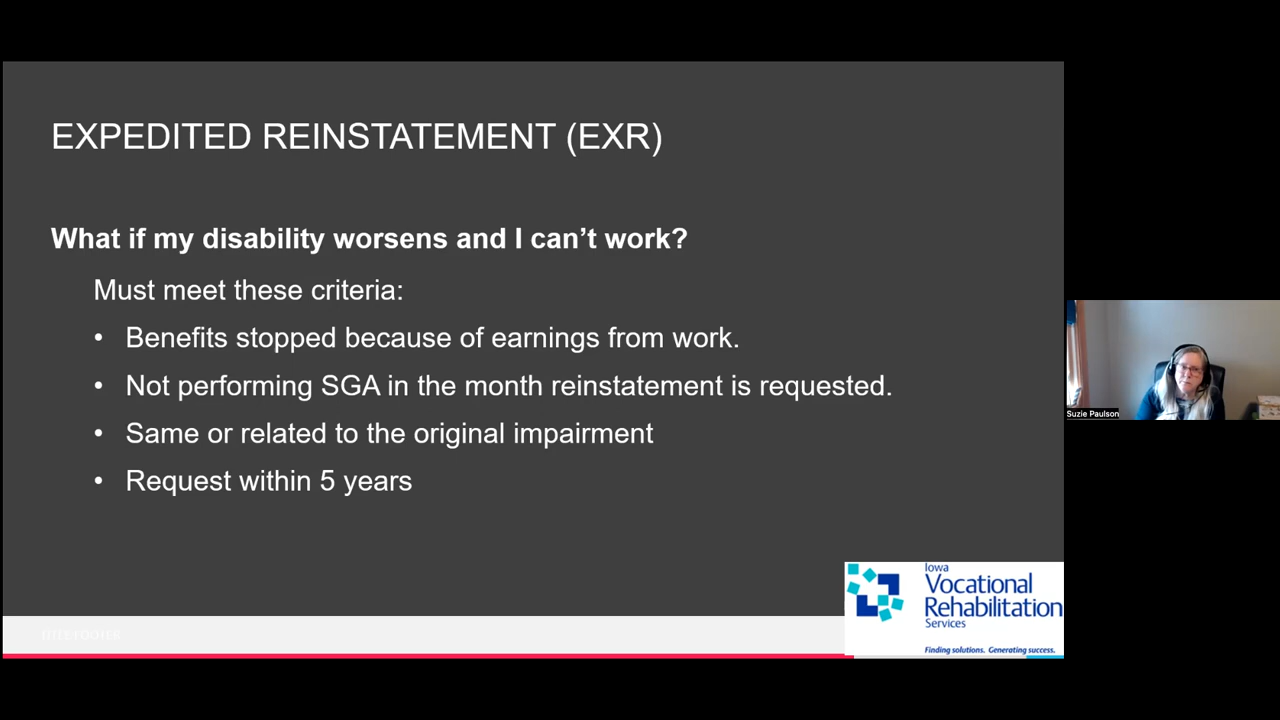 EXPEDITED REINSTATEMENT (EXR)
What if my disability worsens and I can’t work?
Must meet these criteria:
• Benefits stopped because of earnings from work.
• Not performing SGA in the month reinstatement is requested.
• Same or related to the original impairment
• Request within 5 years
Iowa
Vocational
Rehabilitation
Services
Finding solutions. Generating success.
Suzie Paulson